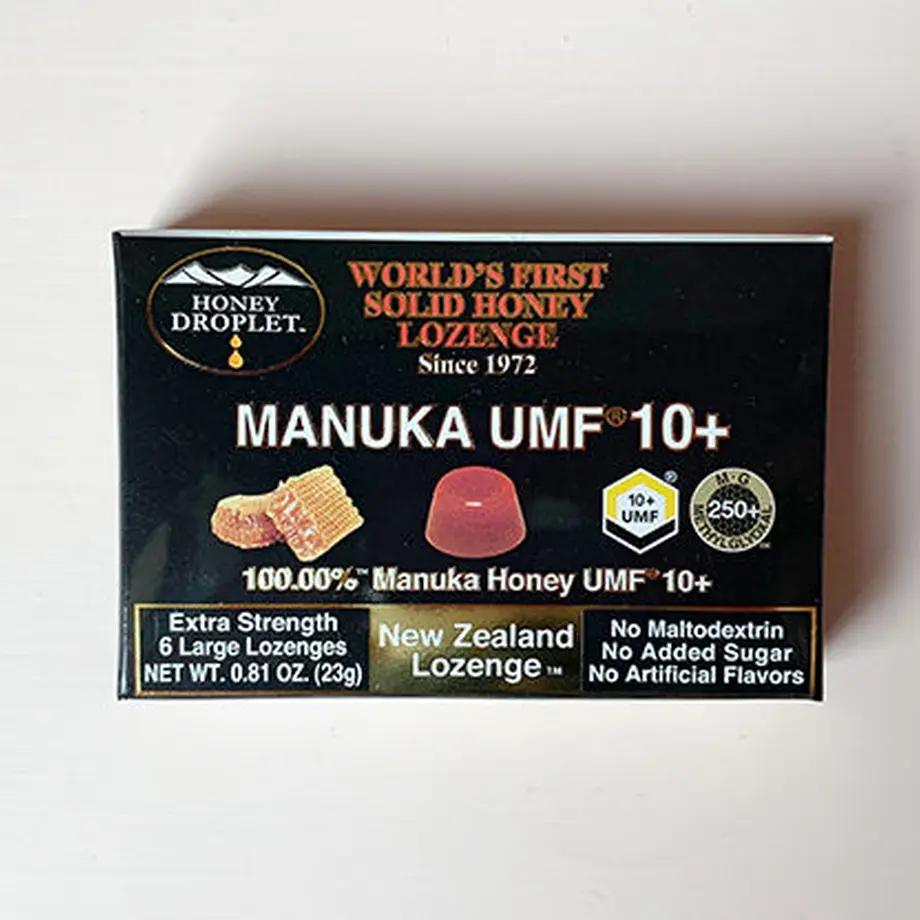 HONEY
DROPLET™
WORLD'S FIRST
SOLID HONEY
LOZENGE
Since 1972
MANUKA UMF® 10+
10+
UMF
®
M·G
250+
METHYLGLYOXAL
™
100.00%™ Manuka Honey UMF® 10+
Extra Strength
6 Large Lozenges
NET WT. 0.81 OZ. (23g)
New Zealand
Lozenge™
No Maltodextrin
No Added Sugar
No Artificial Flavors